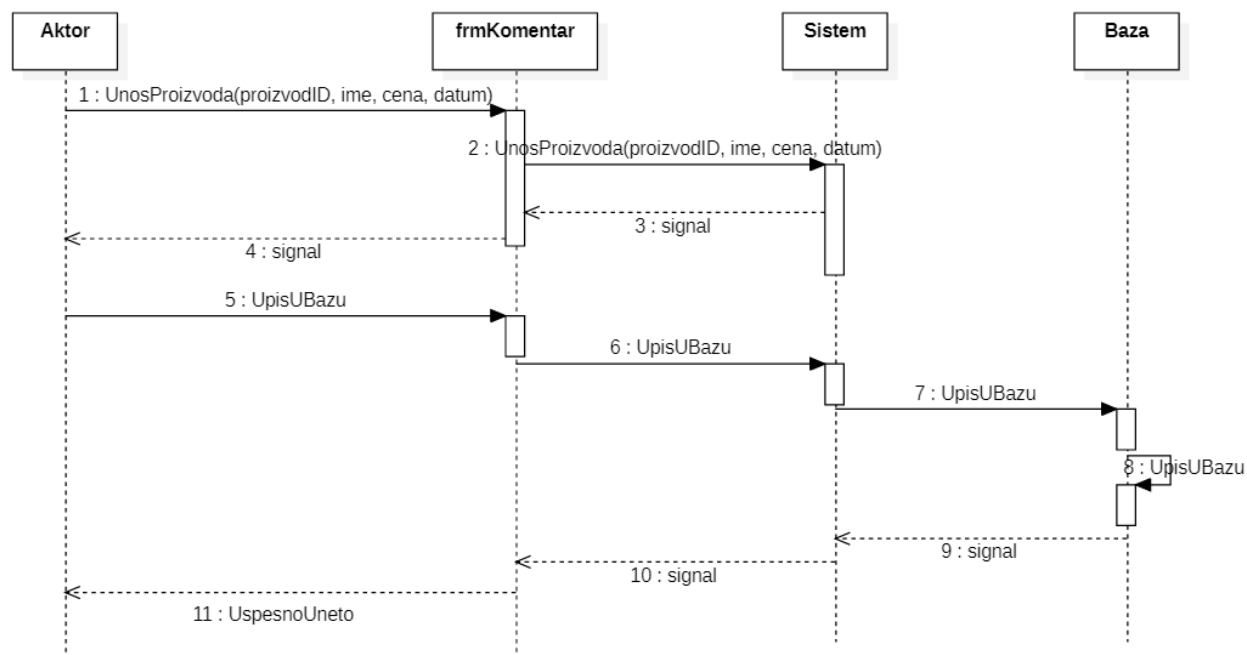 Aktor
frmKomentar
Sistem
Baza
1 : UnosProizvoda(proizvodID, ime, cena, datum)
2 : UnosProizvoda(proizvodID, ime, cena, datum)
3 : signal
4 : signal
5 : UpisUBazu
6 : UpisUBazu
7 : UpisUBazu
8 : UpisUBazu
9 : signal
10 : signal
11 : UspesnoUneto